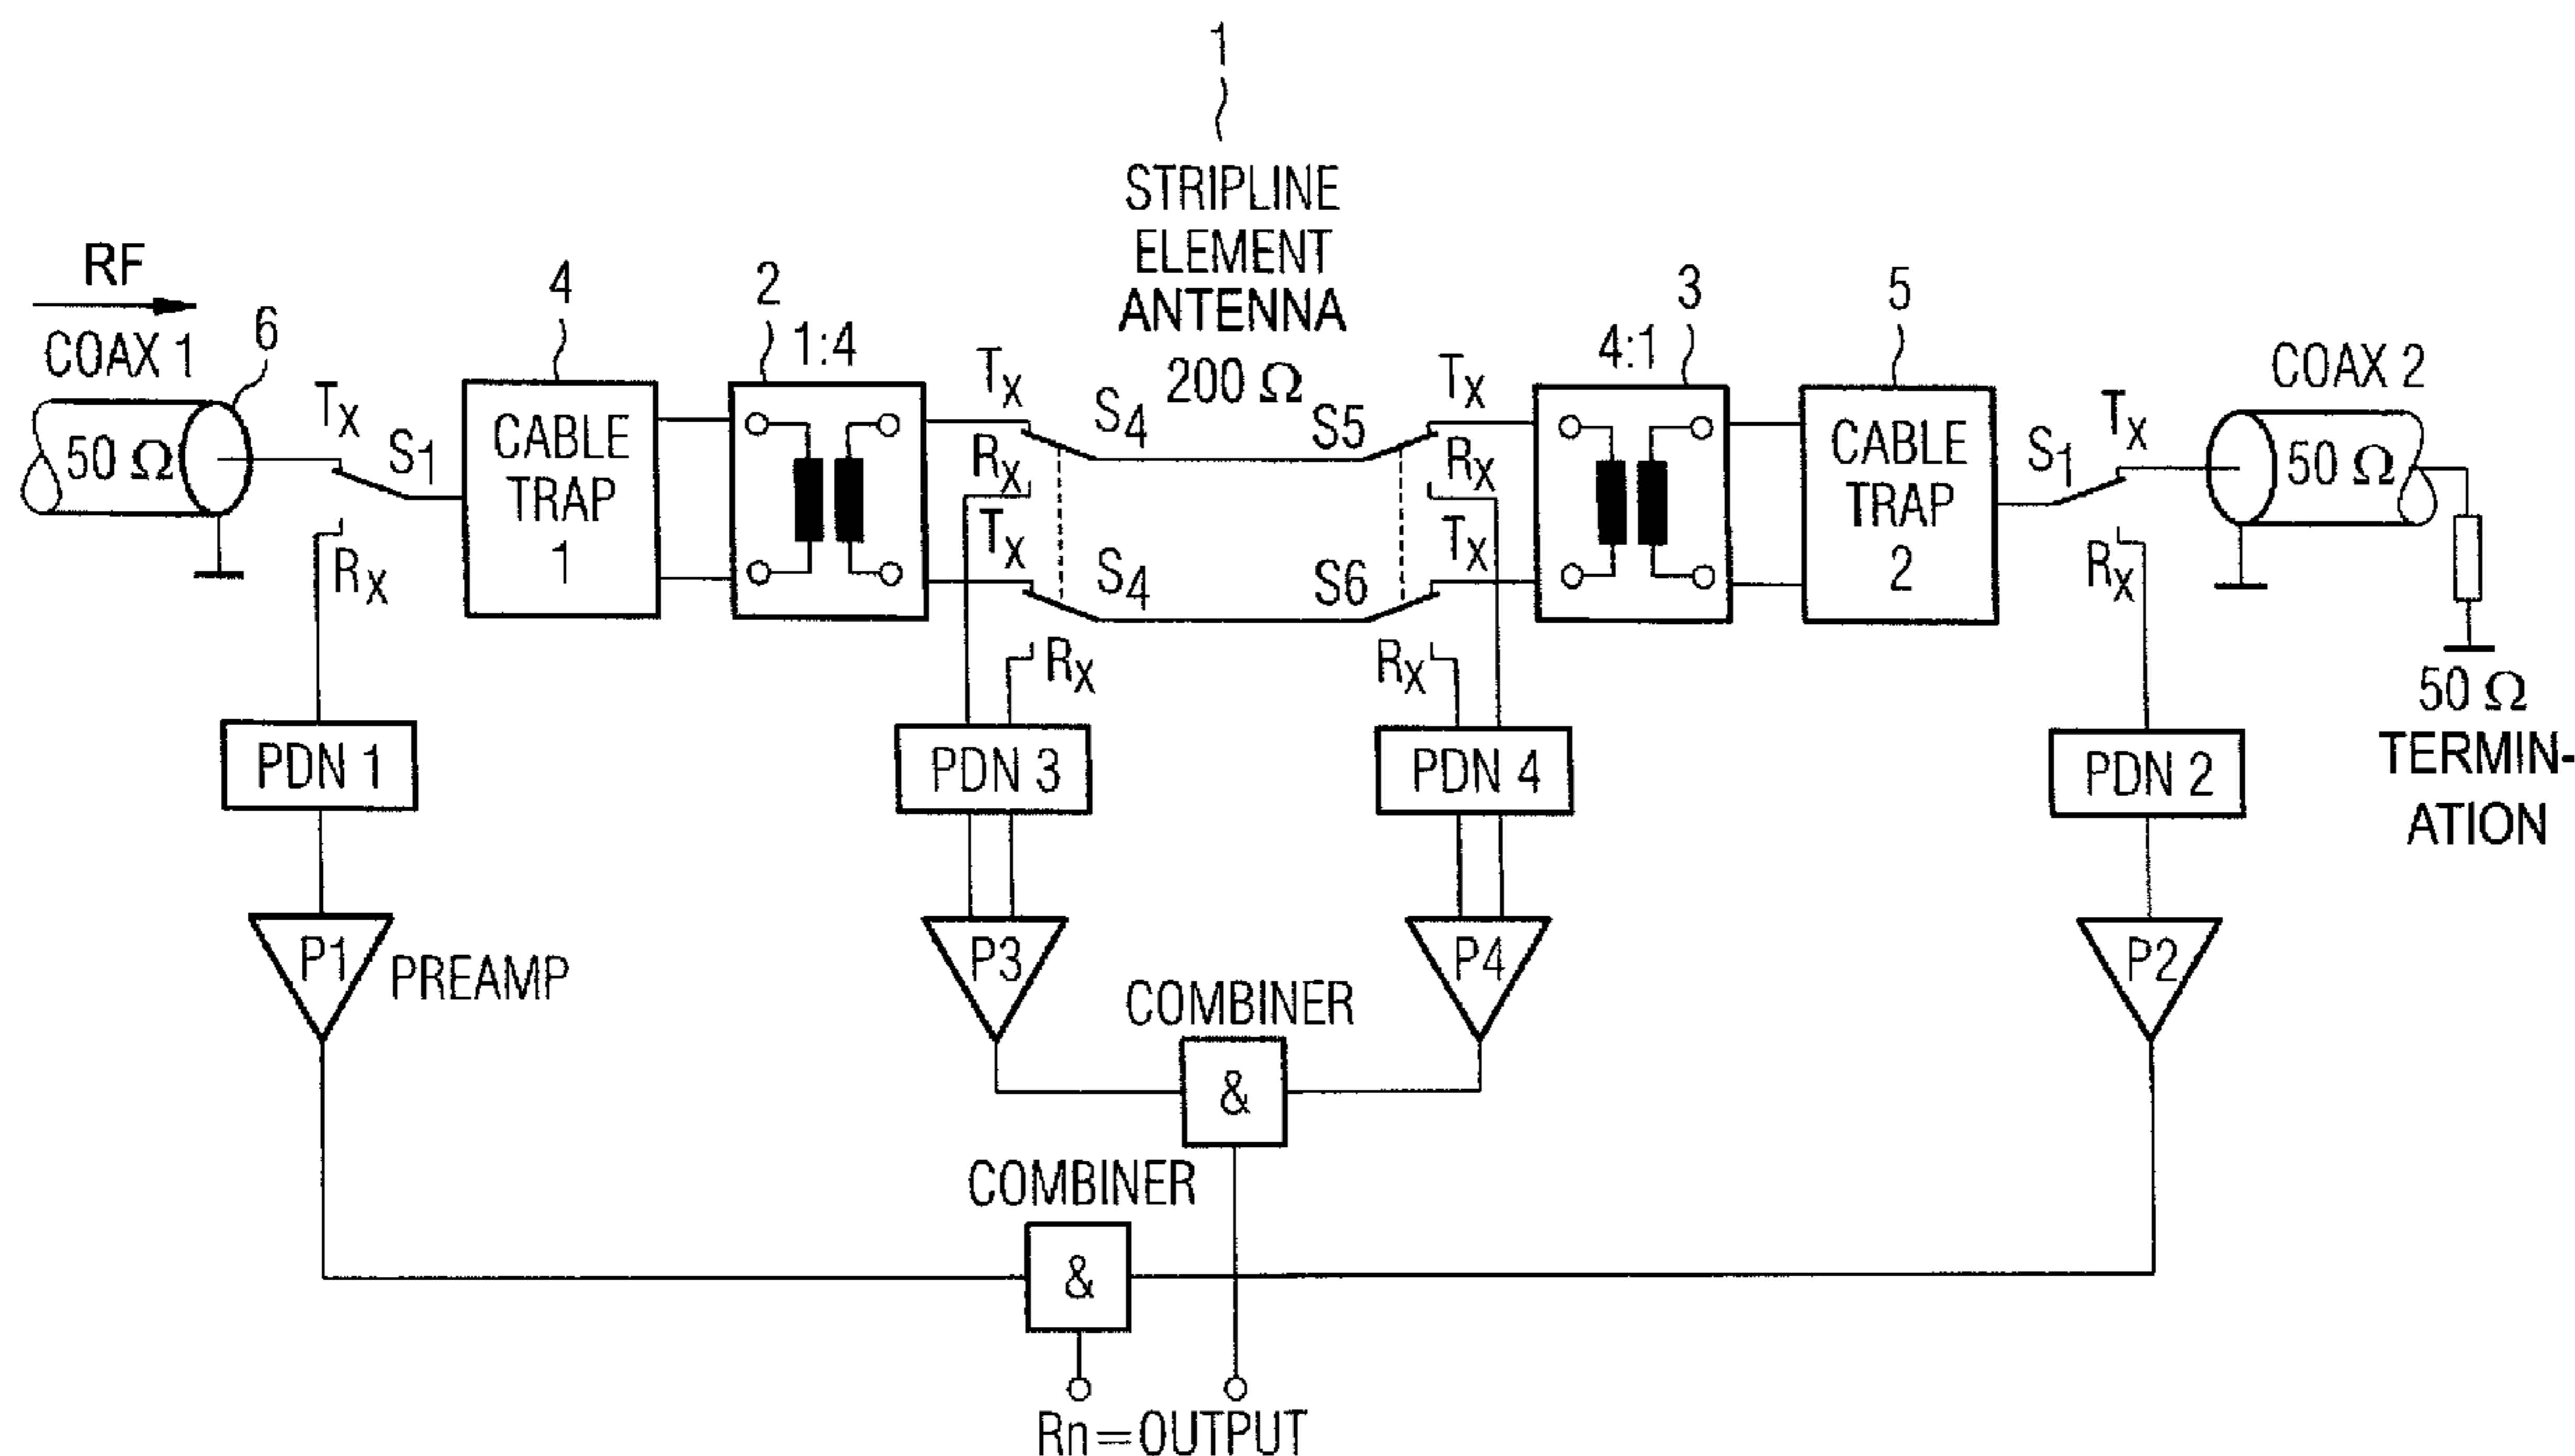 1
STRIPLINE
ELEMENT
ANTENNA
200 Ω
RF
COAX 1
6
50 Ω
Tx
S1
Rx
4
CABLE
TRAP
1
2
1:4
Tx
S4
Rx
Tx
S4
Rx
S5
Tx
Rx
Tx
S6
Rx
3
4:1
5
CABLE
TRAP
2
S1
Tx
Rx
COAX 2
50 Ω
50 Ω
TERMIN-
ATION
PDN 1
PDN 3
PDN 4
PDN 2
P1
PREAMP
P3
P4
P2
COMBINER
&
COMBINER
&
Rn=OUTPUT